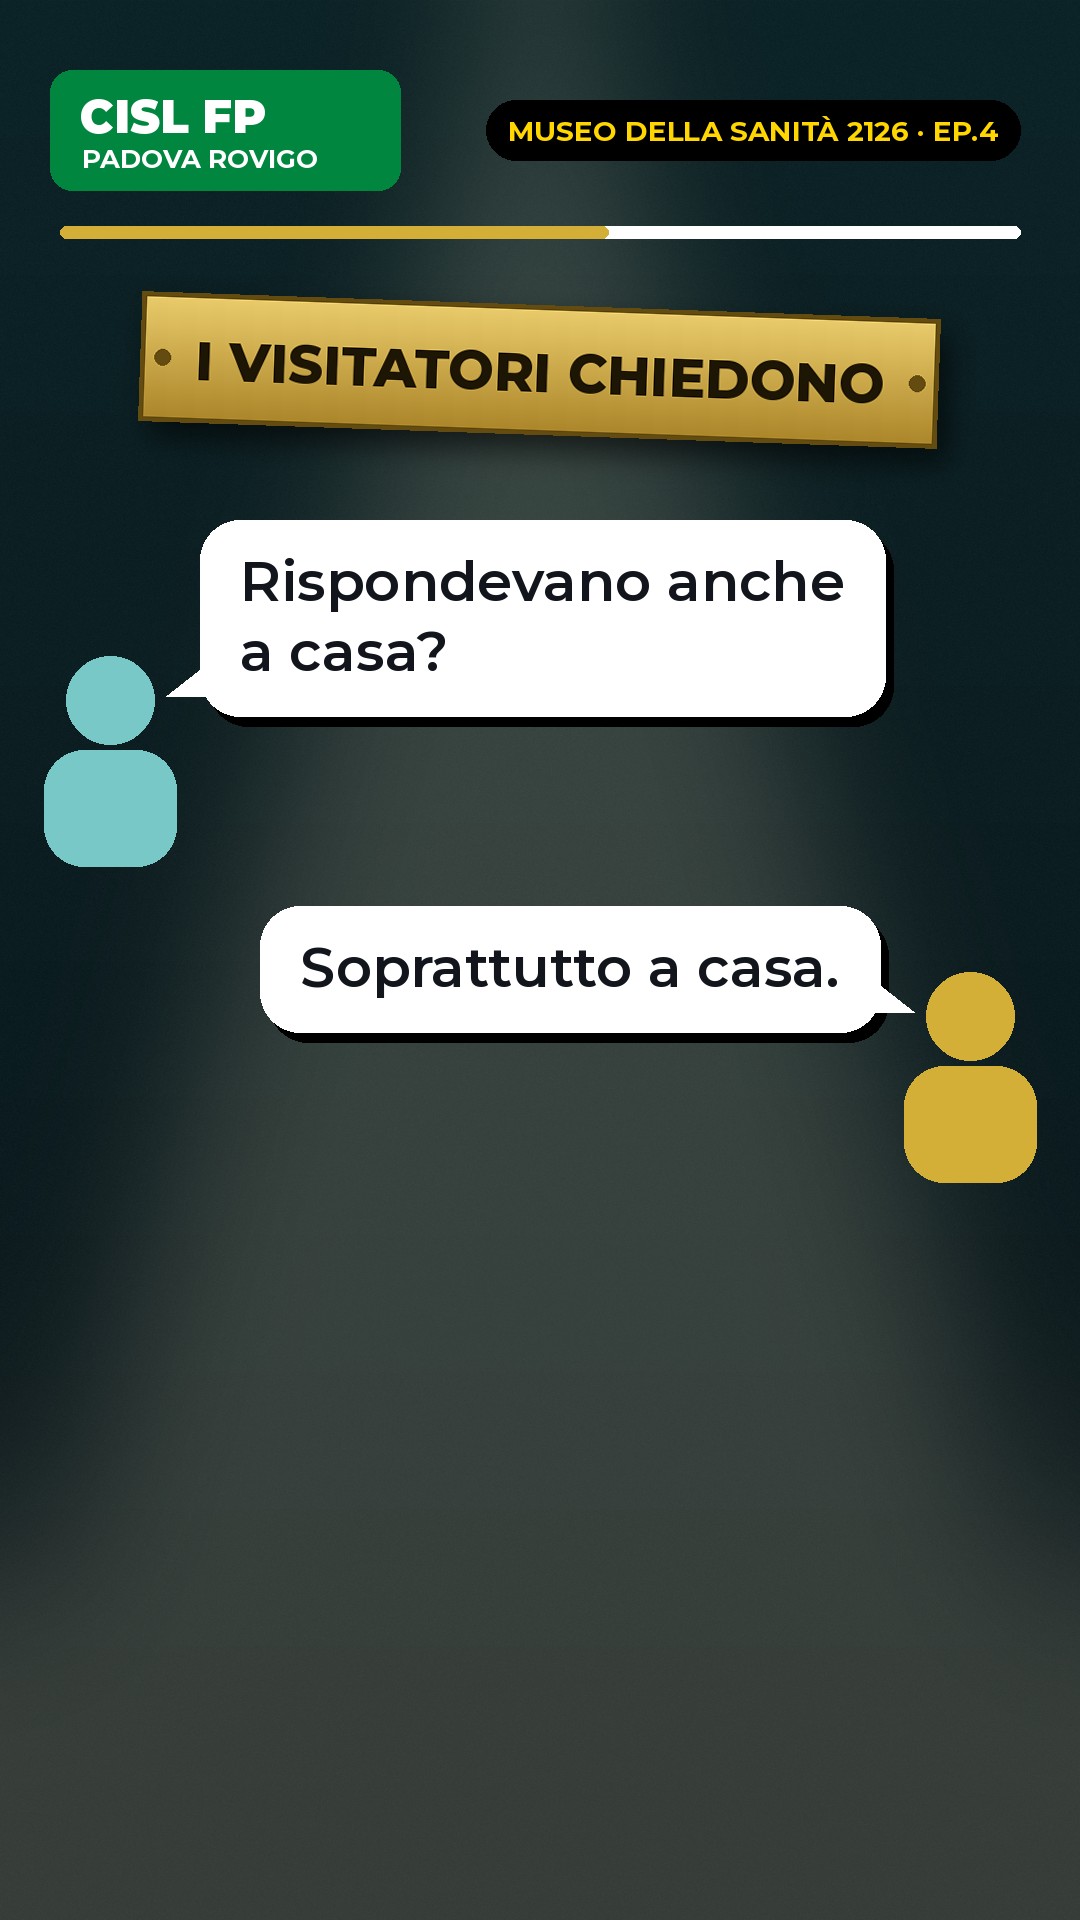 CISL FP
PADOVA ROVIGO
MUSEO DELLA SANITÀ 2126 · EP.4
I VISITATORI CHIEDONO
Rispondevano anche
a casa?
Soprattutto a casa.